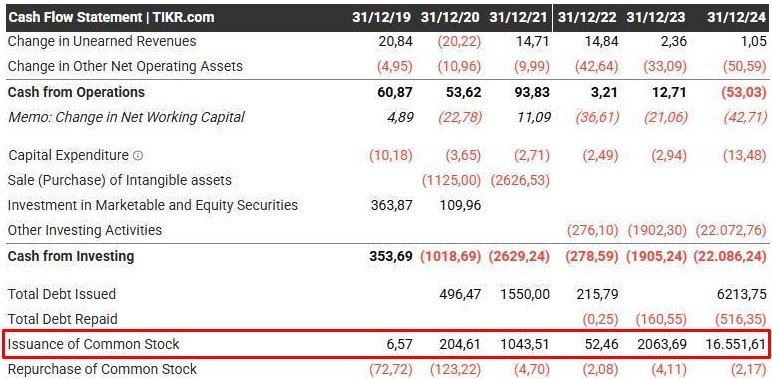 Cash Flow Statement | TIKR.com 31/12/19 31/12/20 31/12/21 31/12/22 31/12/23 31/12/24
Change in Unearned Revenues 20,84 (20,22) 14,71 14,84 2,36 1,05
Change in Other Net Operating Assets (4,95) (10,96) (9,99) (42,64) (33,09) (50,59)
Cash from Operations 60,87 53,62 93,83 3,21 12,71 (53,03)
Memo: Change in Net Working Capital 4,89 (22,78) 11,09 (36,61) (21,06) (42,71)
Capital Expenditure (10,18) (3,65) (2,71) (2,49) (2,94) (13,48)
Sale (Purchase) of Intangible assets (1125,00) (2626,53)
Investment in Marketable and Equity Securities 363,87 109,96
Other Investing Activities (276,10) (1902,30) (22.072,76)
Cash from Investing 353,69 (1018,69) (2629,24) (278,59) (1905,24) (22.086,24)
Total Debt Issued 496,47 1550,00 215,79 6213,75
Total Debt Repaid (0,25) (160,55) (516,35)
Issuance of Common Stock 6,57 204,61 1043,51 52,46 2063,69 16.551,61
Repurchase of Common Stock (72,72) (123,22) (4,70) (2,08) (4,11) (2,17)